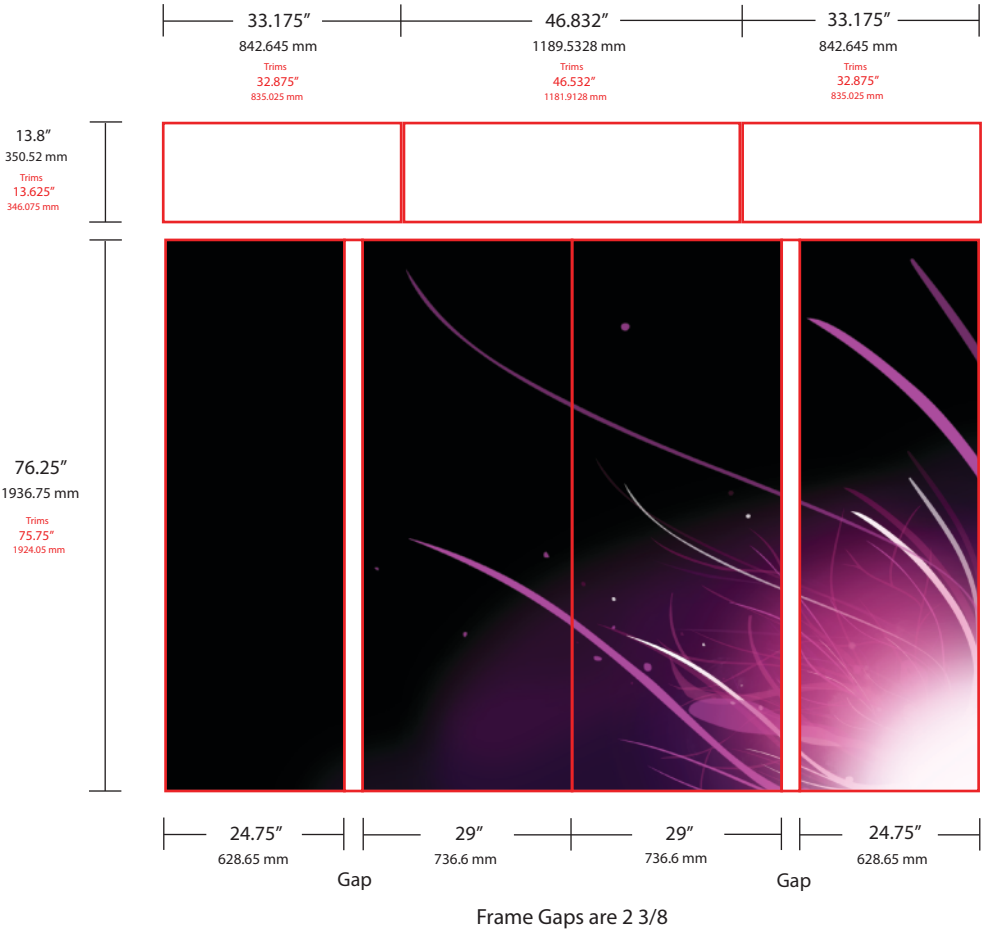 33.175”
46.832”
33.175”
842.645 mm
1189.5328 mm
842.645 mm
Trims
Trims
Trims
32.875”
46.532”
32.875”
835.025 mm
1181.9128 mm
835.025 mm
13.8”
350.52 mm
Trims
13.625”
346.075 mm
76.25”
1936.75 mm
Trims
75.75”
1924.05 mm
24.75”
29”
29”
24.75”
628.65 mm
736.6 mm
736.6 mm
628.65 mm
Gap
Gap
Frame Gaps are 2 3/8